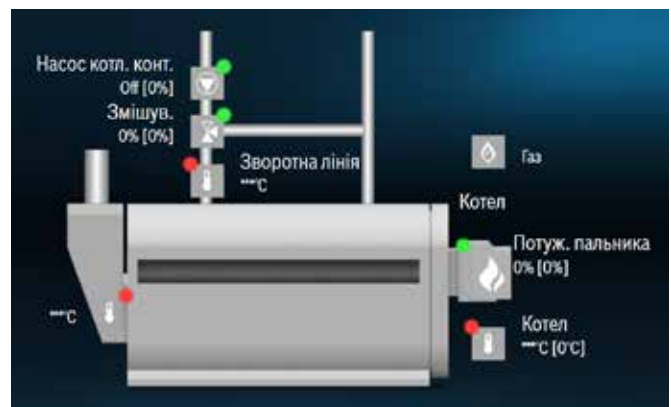 Насос котл. конт.
Off [0%]
Змішув.
0% [0%]
Зворотна лінія
°C
Газ
Котел
Потуж. пальника
0% [0%]
°C
Котел
°C [0°C]